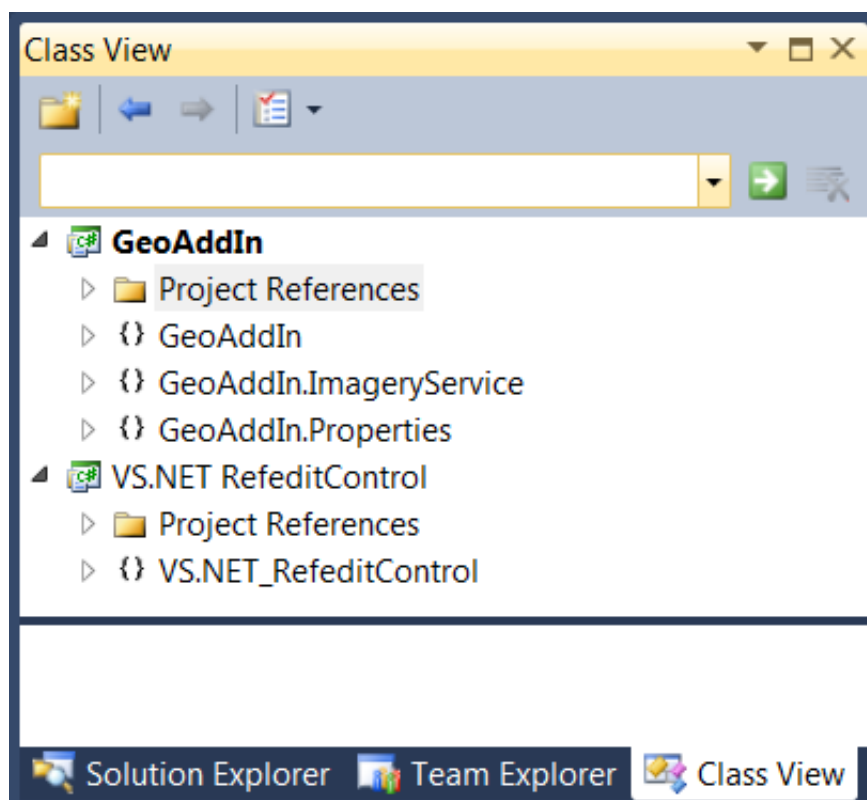 Class View
GeoAddIn
Project References
{} GeoAddIn
{} GeoAddIn.ImageryService
{} GeoAddIn.Properties
VS.NET RefeditControl
Project References
{} VS.NET_RefeditControl
Solution Explorer Team Explorer Class View